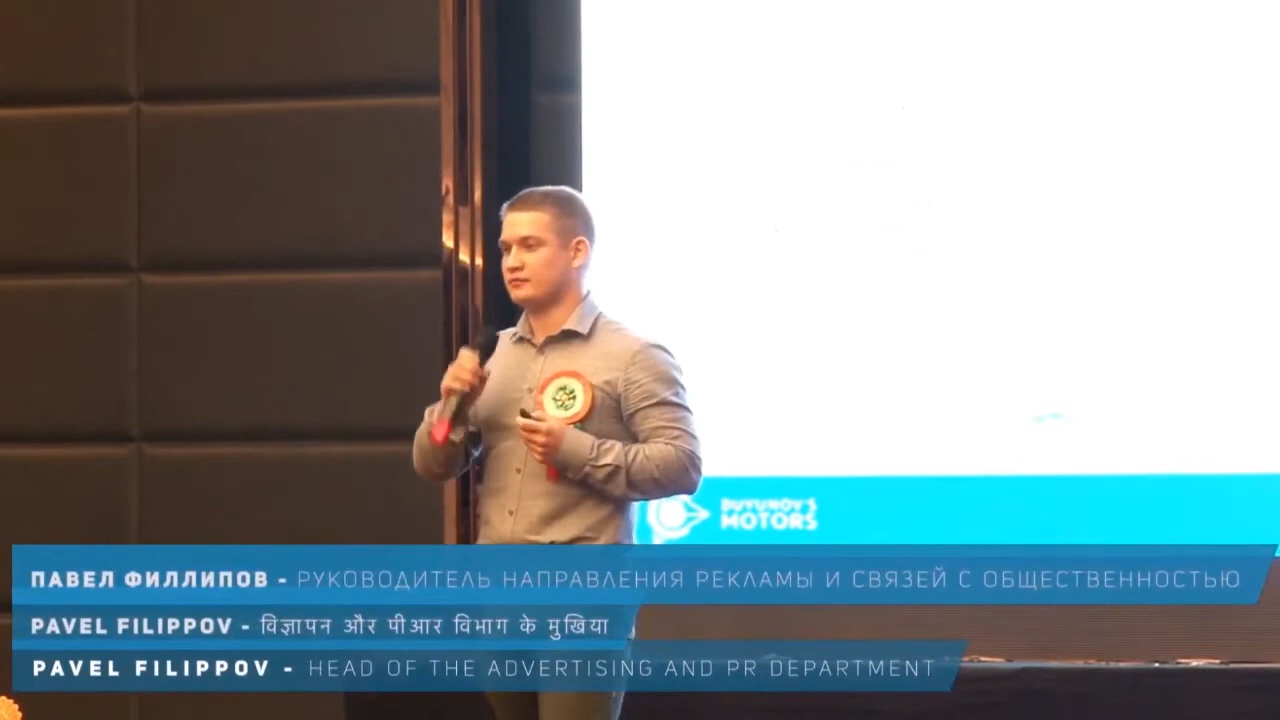 DUYUNOV'S
MOTORS
ПАВЕЛ ФИЛЛИПОВ - РУКОВОДИТЕЛЬ НАПРАВЛЕНИЯ РЕКЛАМЫ И СВЯЗЕЙ С ОБЩЕСТВЕННОСТЬЮ
PAVEL FILIPPOV - विज्ञापन और पीआर विभाग के मुखिया
PAVEL FILIPPOV - HEAD OF THE ADVERTISING AND PR DEPARTMENT